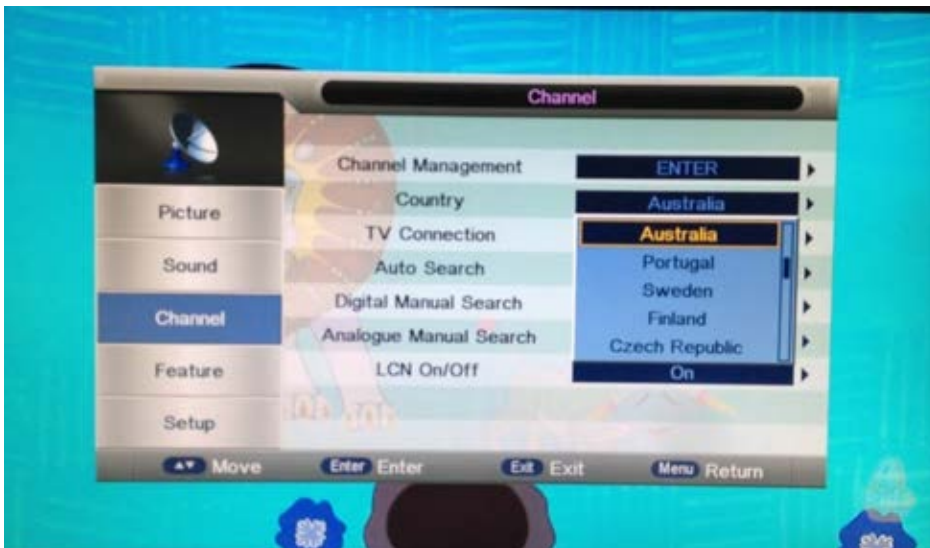 Channel
Channel Management ENTER
Country Australia
Picture
TV Connection Australia
Sound
Auto Search Portugal
Sweden
Digital Manual Search
Channel
Finland
Analogue Manual Search
Czech Republic
Feature
LCN On/Off On
Setup
Move Enter Enter Exit Exit Menu Return